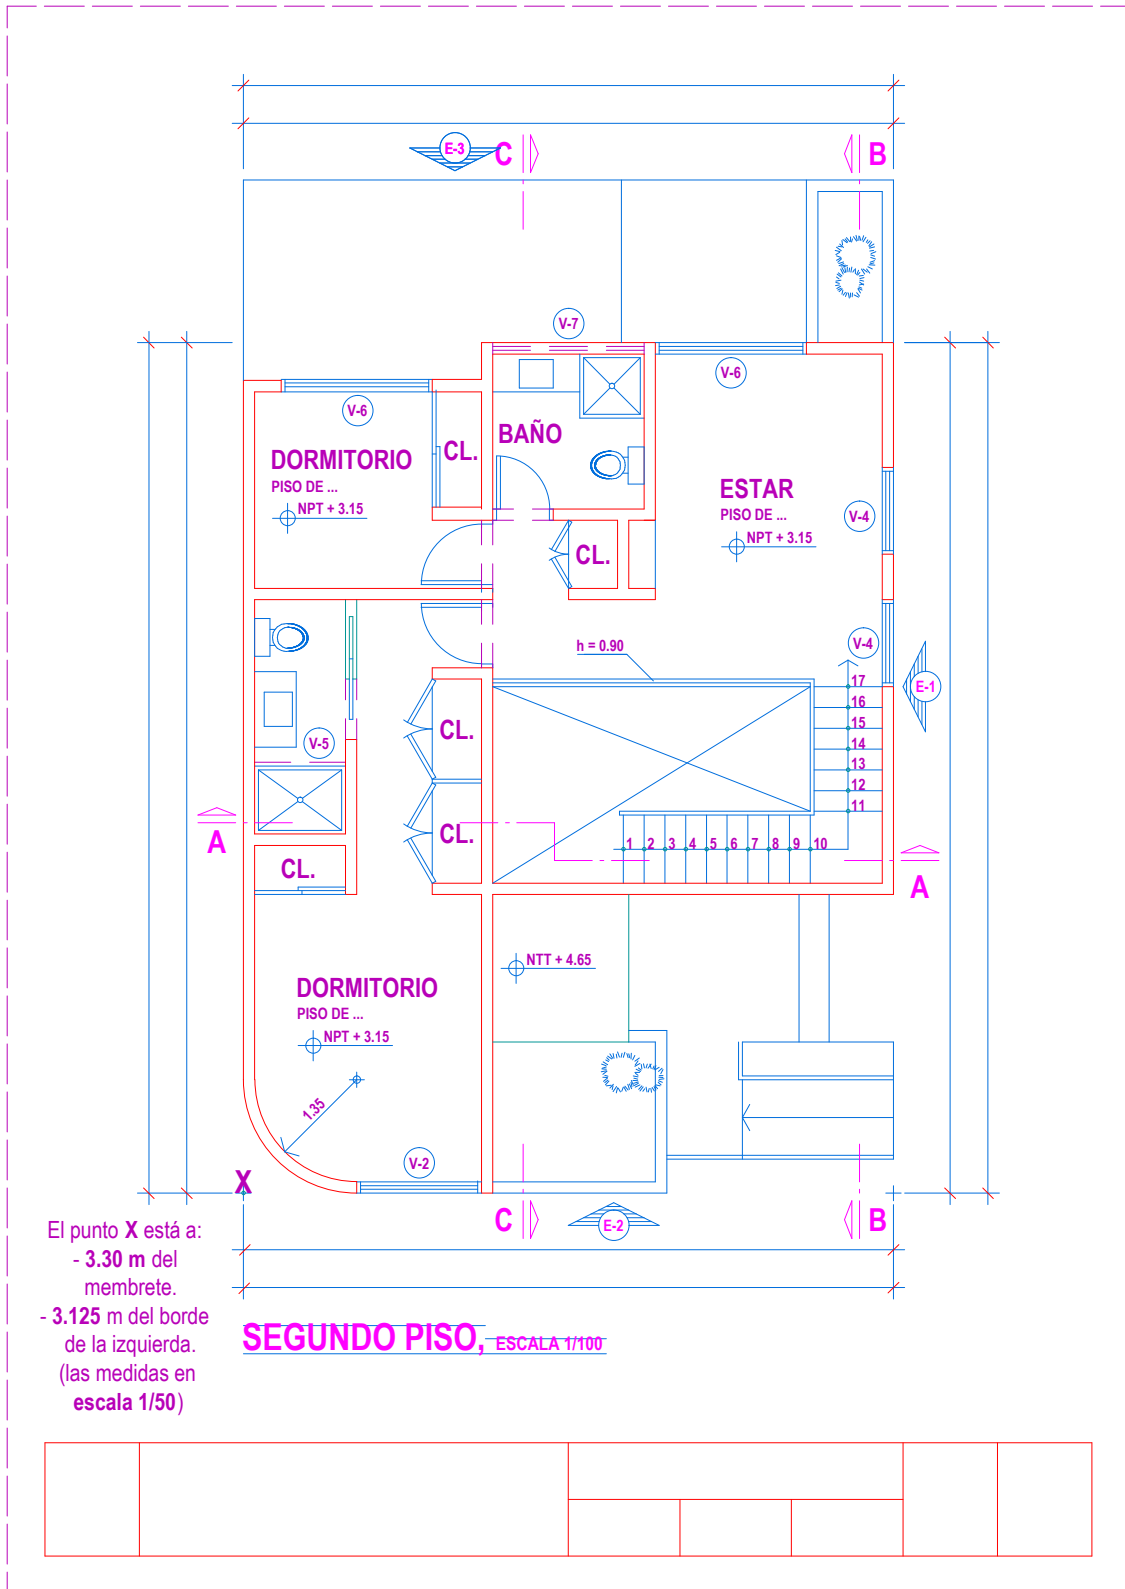 E-3
C
B
V-7
V-6
V-6
BAÑO
CL.
DORMITORIO
PISO DE ...
NPT + 3.15
ESTAR
PISO DE ...
NPT + 3.15
V-4
CL.
h = 0.90
V-4
E-1
17
16
15
14
13
12
11
CL.
V-5
A
CL.
1 2 3 4 5 6 7 8 9 10
CL.
A
NTT + 4.65
DORMITORIO
PISO DE ...
NPT + 3.15
1.35
V-2
X
C
E-2
B
El punto X está a:
- 3.30 m del
membrete.
- 3.125 m del borde
de la izquierda.
(las medidas en
escala 1/50)
SEGUNDO PISO, ESCALA 1/100